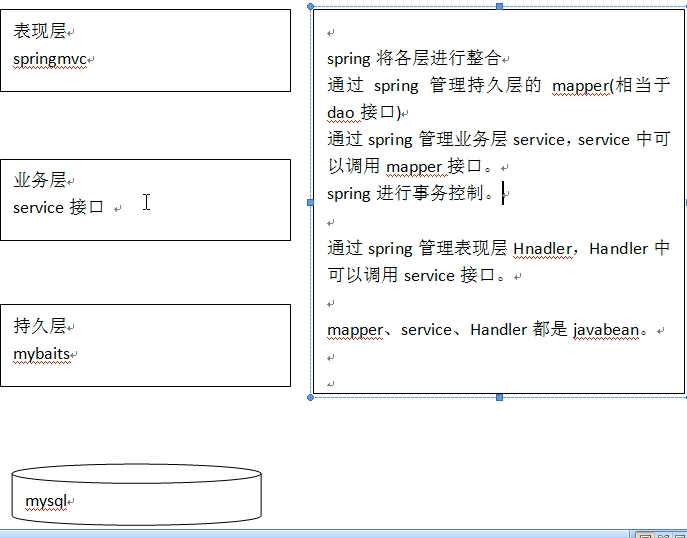 表现层
springmvc
业务层
service 接口
持久层
mybaits
mysql
spring 将各层进行整合
通过 spring 管理持久层的 mapper(相当于
dao 接口)
通过 spring 管理业务层 service，service 中可
以调用 mapper 接口。
spring 进行事务控制。
通过 spring 管理表现层 Hnadler，Handler 中
可以调用 service 接口。
mapper、service、Handler 都是 javabean。